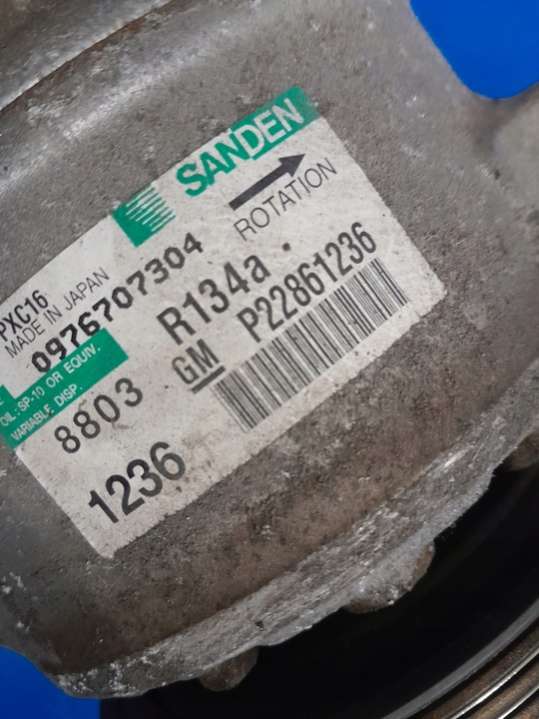 SANDEN
ROTATION
PXC16
MADE IN JAPAN
0976707304
R134a
OIL: SP-10 OR EQUIV.
VARIABLE DISP.
8803
GM P22861236
1236